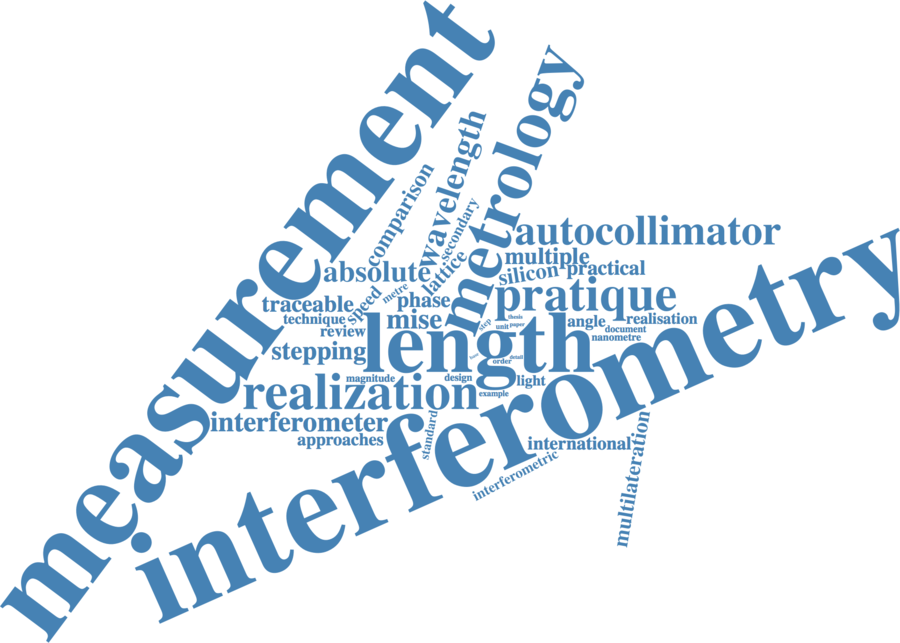 measurement
metrology
wavelength
comparison
secondary
autocollimator
multiple
absolute
lattice
silicon
practical
metre
speed
traceable
phase
pratique
technique
mise
step
thesis
unit
paper
angle
realisation
document
review
nanometre
stepping
length
order
detail
magnitude
design
light
realization
example
interferometer
approaches
standard
international
interferometric
multilateration
interferometry